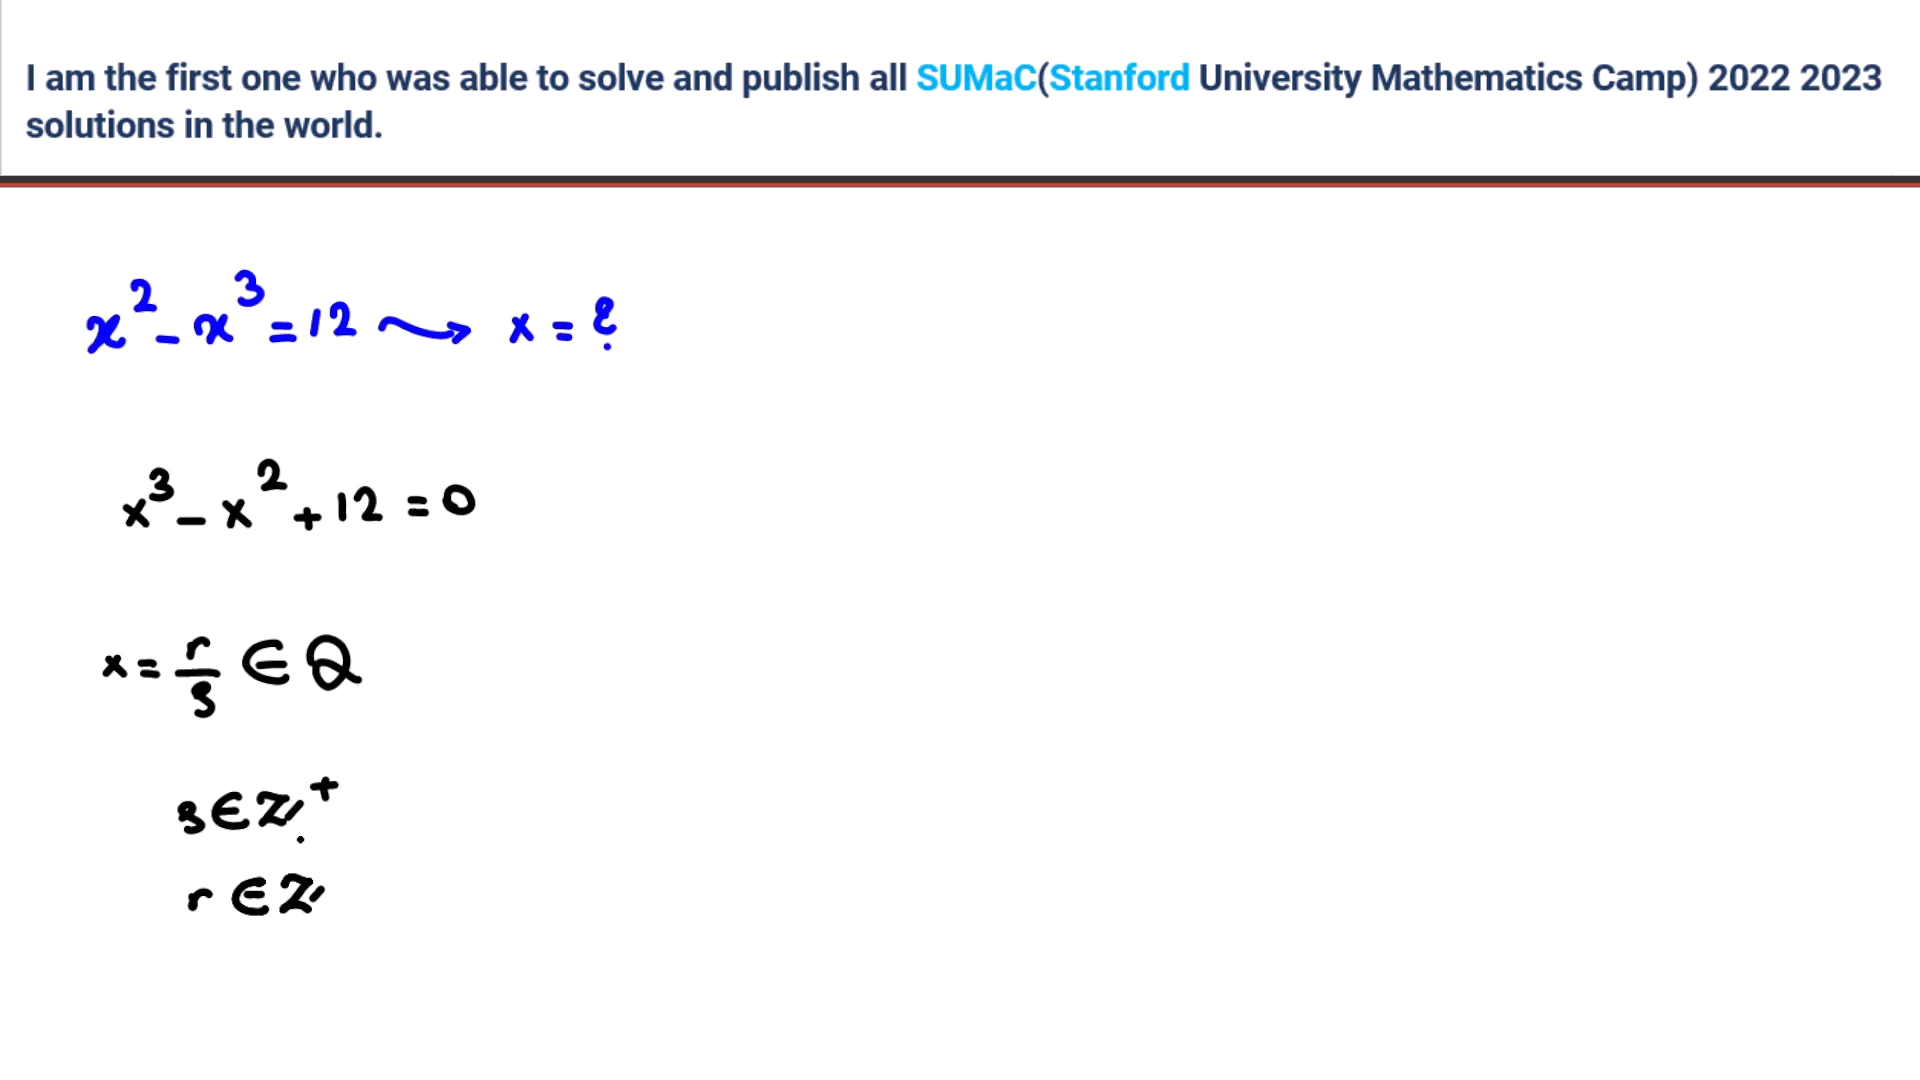 I am the first one who was able to solve and publish all SUMaC(Stanford University Mathematics Camp) 2022 2023
solutions in the world.
x² - x³ = 12 ⟿ x = ?
x³ - x² + 12 = 0
x = r/s ∈ Q
s ∈ ℤ⁺
r ∈ ℤ